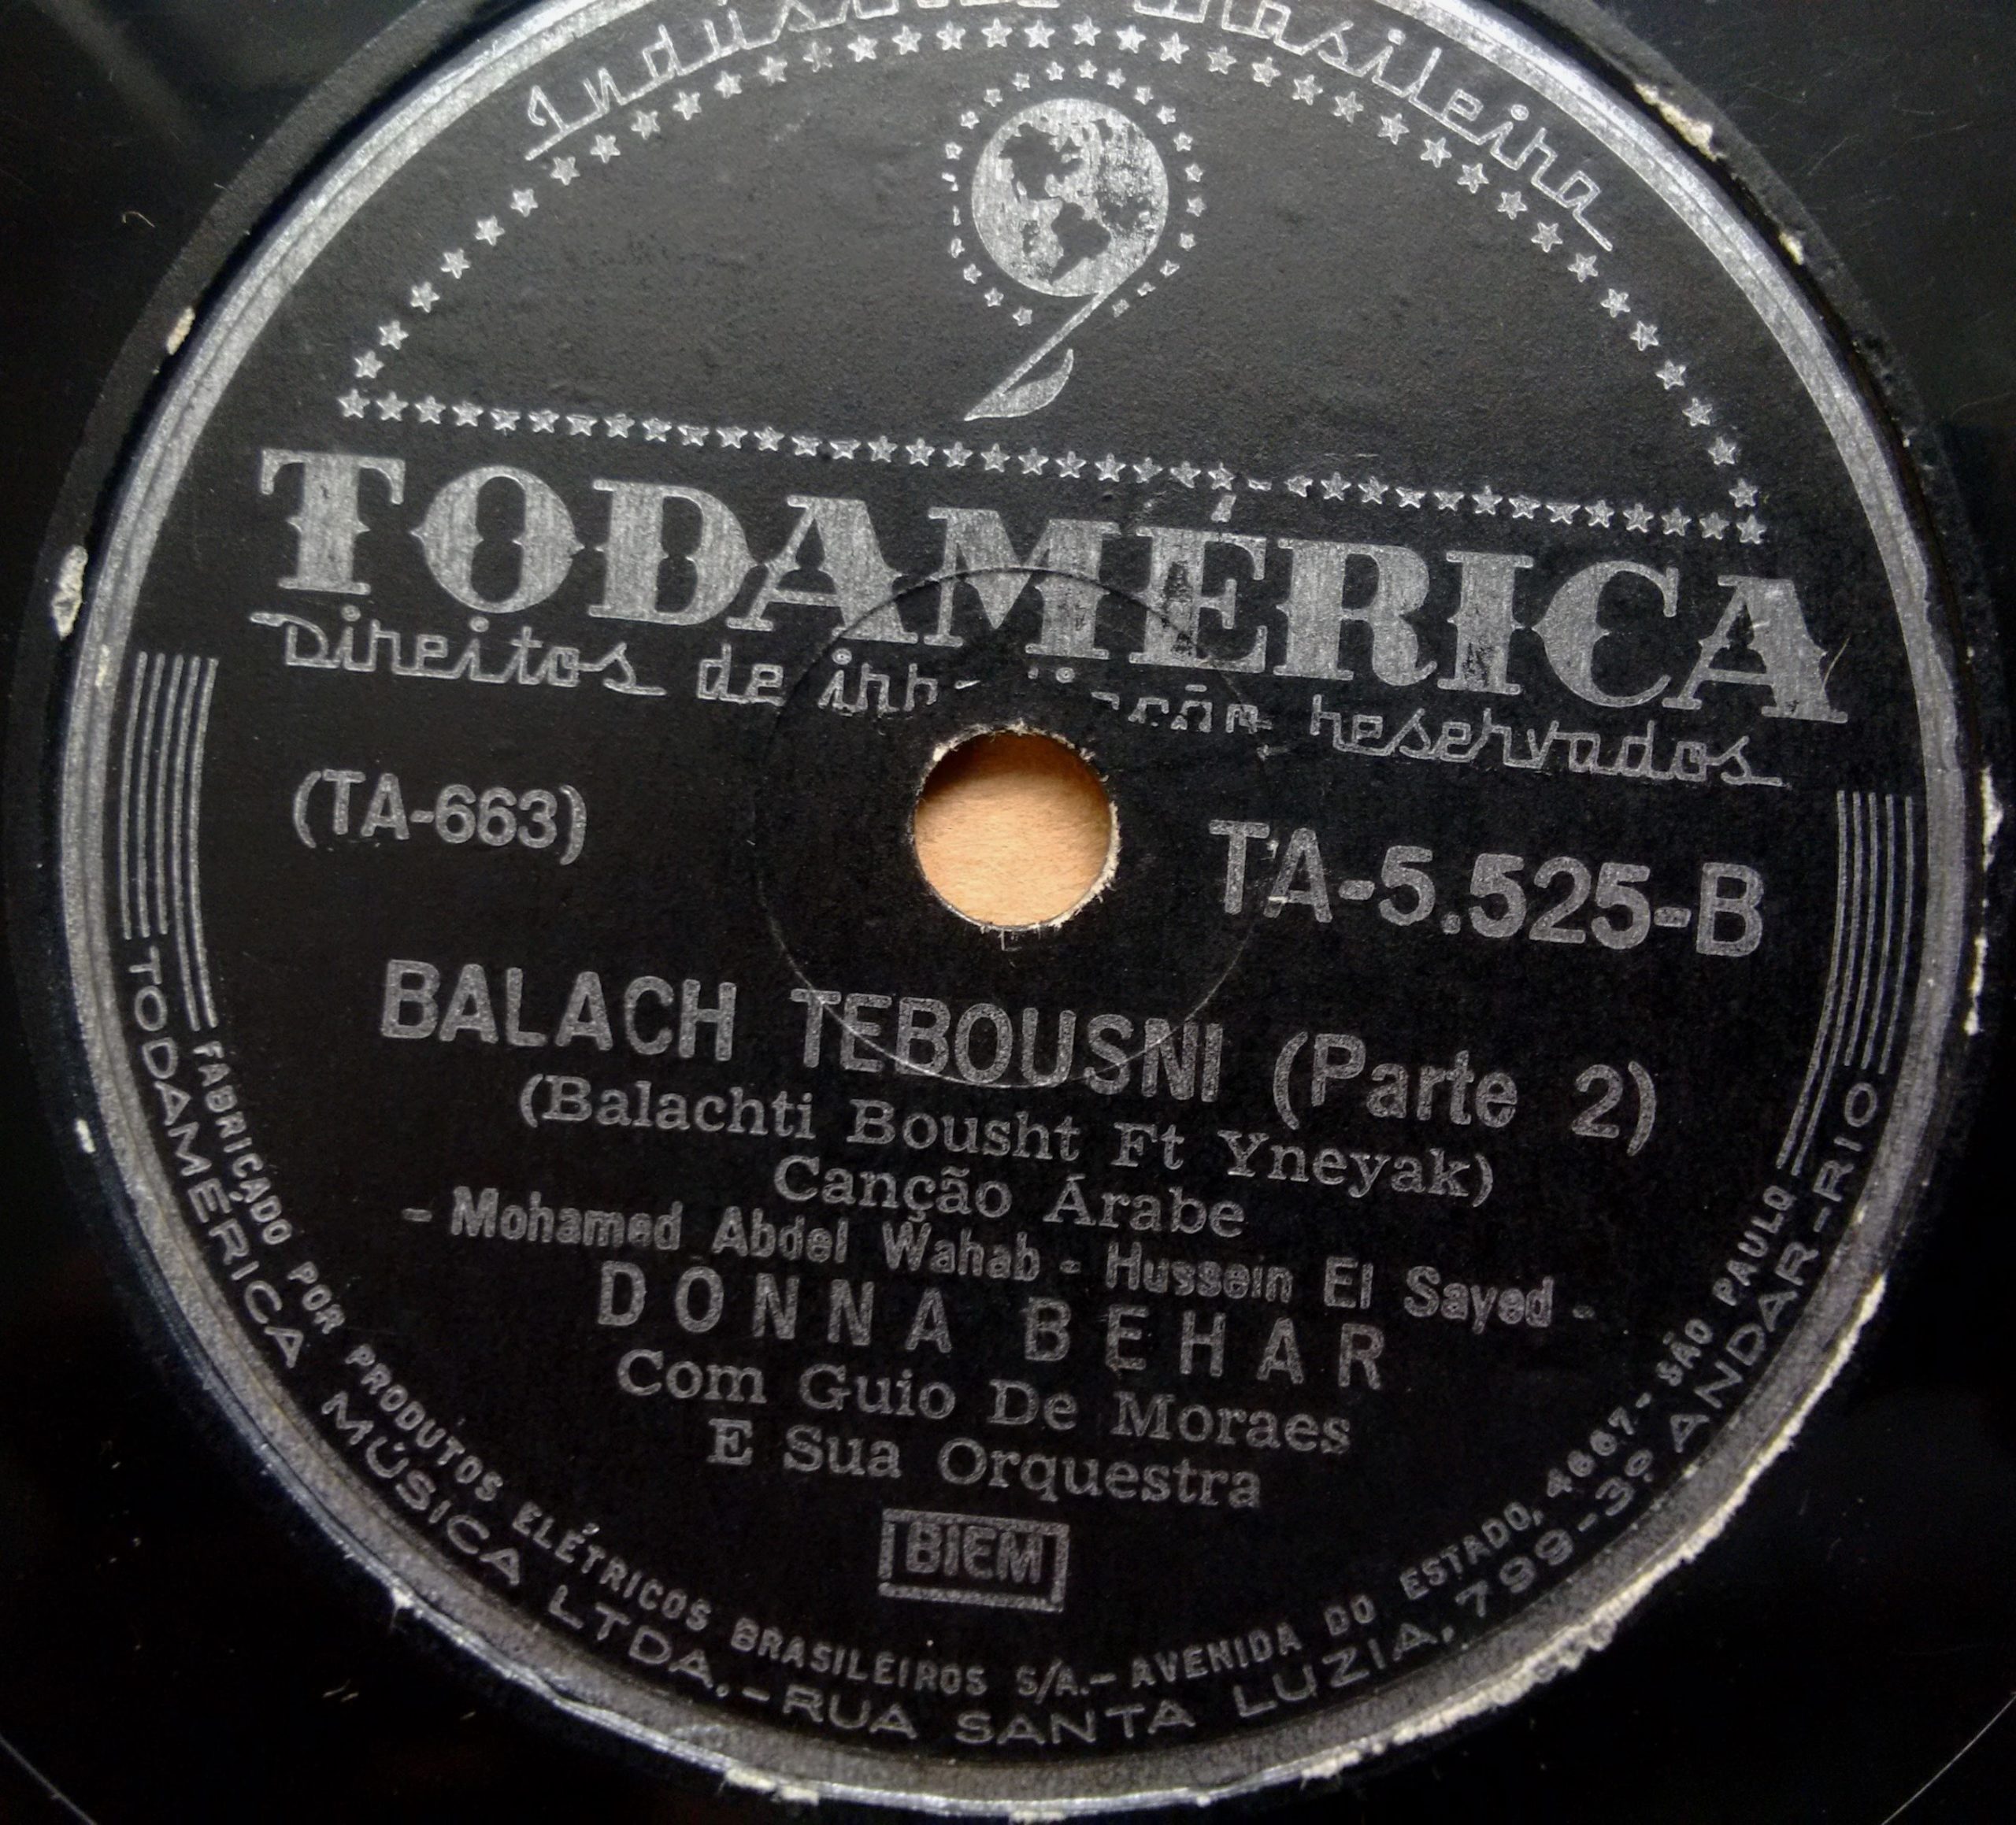 Indústria Brasileira
TODAMÉRICA
Direitos de irradiação reservados
(TA-663)
TA-5.525-B
BALACH TEBOUSNI (Parte 2)
(Balachti Bousht Ft Yneyak)
Canção Árabe
- Mohamed Abdel Wahab - Hussein El Sayed -
DONNA BEHAR
Com Guio De Moraes
E Sua Orquestra
BIEM
FABRICADO POR PRODUTOS ELÉTRICOS BRASILEIROS S/A.- AVENIDA DO ESTADO, 4667 - SÃO PAULO
TODAMÉRICA MÚSICA LTDA. - RUA SANTA LUZIA, 799-3º ANDAR-RIO